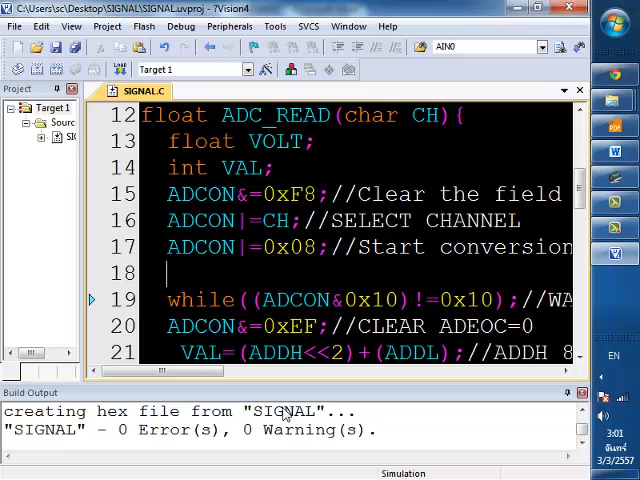 C:\Users\sc\Desktop\SIGNAL\SIGNAL.uvproj - ?Vision4
File Edit View Project Flash Debug Peripherals Tools SVCS Window Help
AIN0
Target 1
Project
SIGNAL.C
Target 1
Sourc
SI
12 float ADC_READ(char CH){
13 float VOLT;
14 int VAL;
15 ADCON&=0xF8;//Clear the field
16 ADCON|=CH;//SELECT CHANNEL
17 ADCON|=0x08;//Start conversion
18
19 while((ADCON&0x10)!=0x10);//WA
20 ADCON&=0xEF;//CLEAR ADEOC=0
21 VAL=(ADDH<<2)+(ADDL);//ADDH 8
Build Output
creating hex file from "SIGNAL"...
"SIGNAL" - 0 Error(s), 0 Warning(s).
Simulation
PDF
W
W
EN
3:01
3/3/2557